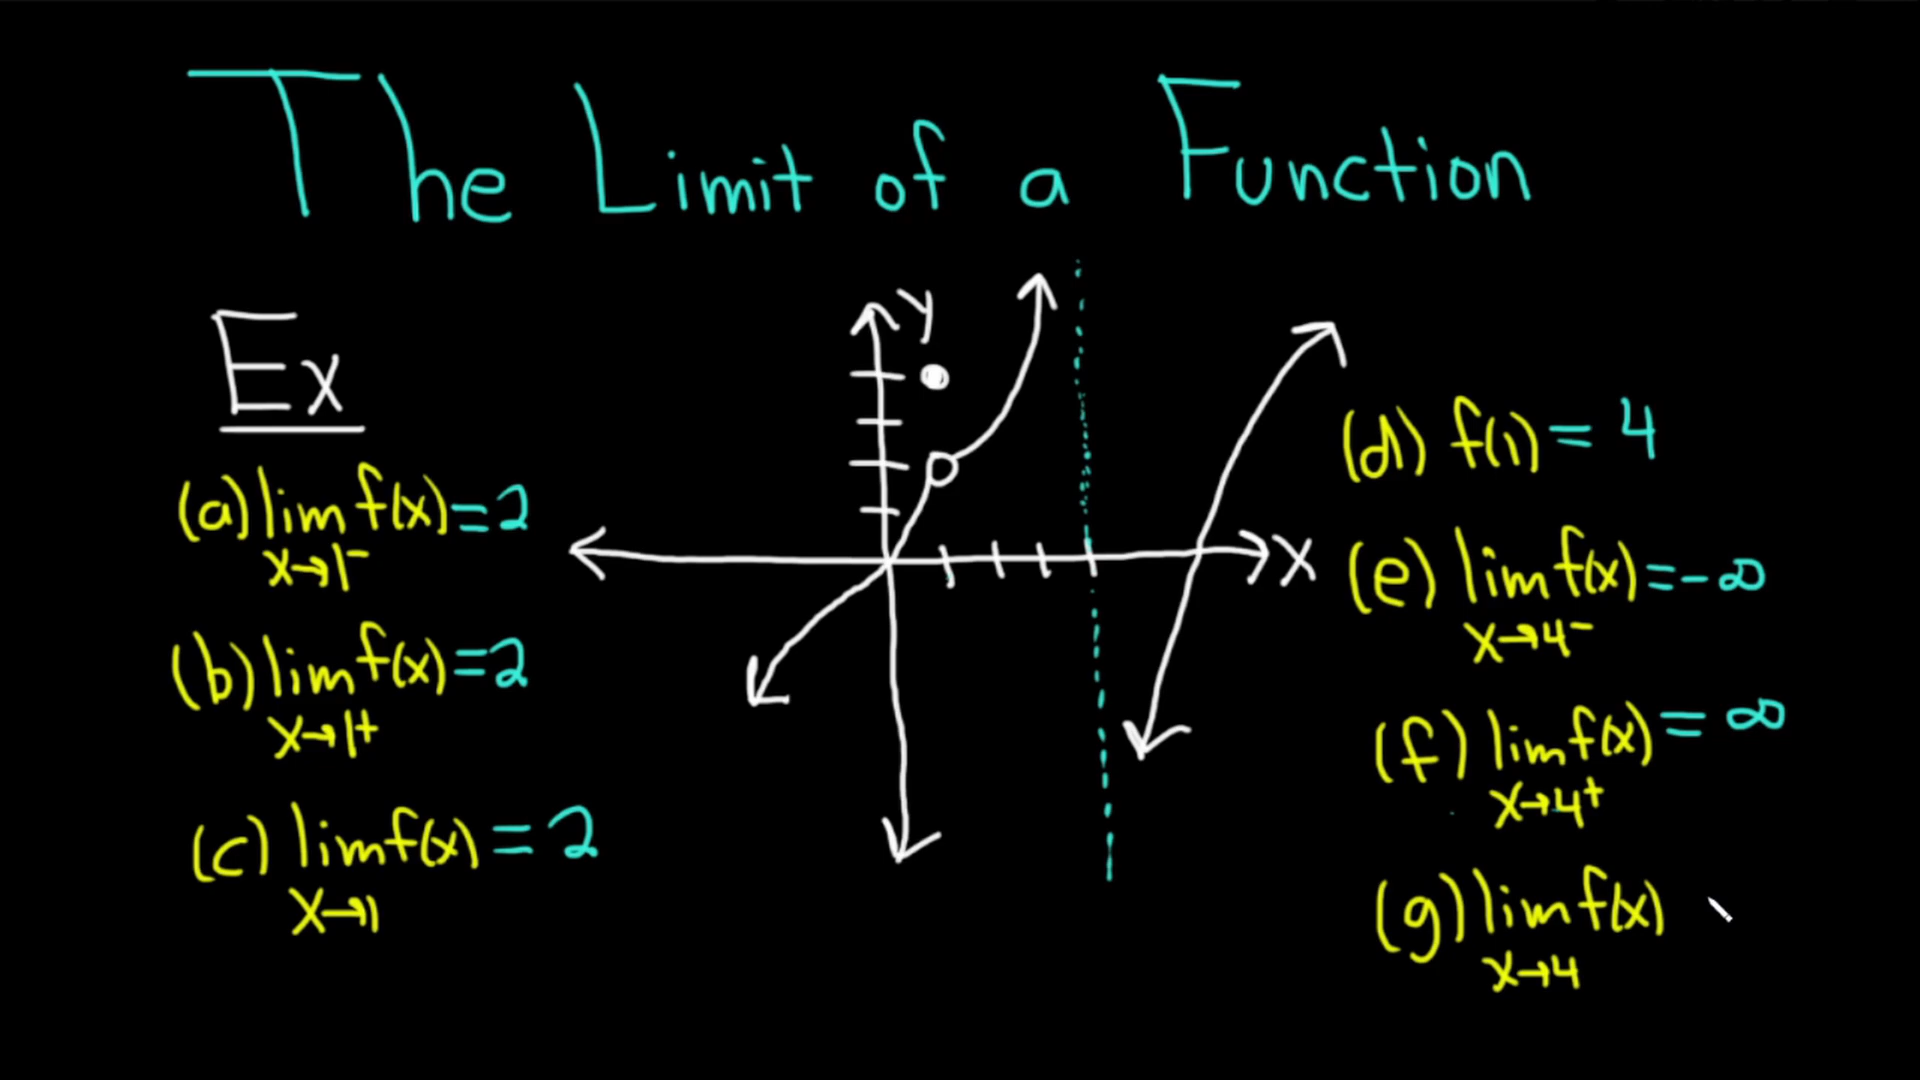 The Limit of a Function
Ex
(a) lim f(x) = 2
x→1⁻
(b) lim f(x) = 2
x→1⁺
(c) lim f(x) = 2
x→1
y
x
(d) f(1) = 4
(e) lim f(x) = -∞
x→4⁻
(f) lim f(x) = ∞
x→4⁺
(g) lim f(x)
x→4